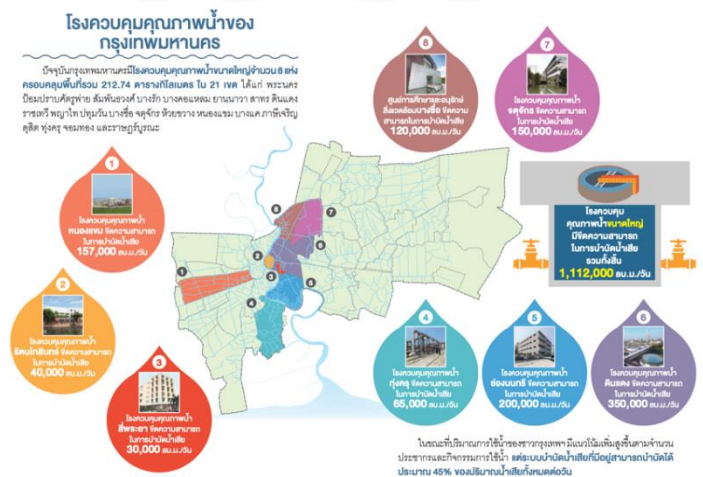 โรงควบคุมคุณภาพน้ำของ
กรุงเทพมหานคร
ปัจจุบันกรุงเทพมหานครมีโรงควบคุมคุณภาพน้ำขนาดใหญ่จำนวน 8 แห่ง
ครอบคลุมพื้นที่รวม 212.74 ตารางกิโลเมตร ใน 21 เขต ได้แก่ พระนคร
ป้อมปราบศัตรูพ่าย สัมพันธวงศ์ บางรัก บางคอแหลม ยานนาวา สาทร ดินแดง
ราชเทวี พญาไท ปทุมวัน บางซื่อ จตุจักร ห้วยขวาง หนองแขม บางแค ภาษีเจริญ
ดุสิต ทุ่งครุ จอมทอง และราษฎร์บูรณะ
8
ศูนย์การศึกษาและอนุรักษ์
สิ่งแวดล้อมบางซื่อ ขีดความ
สามารถในการบำบัดน้ำเสีย
120,000 ลบ.ม./วัน
7
โรงควบคุมคุณภาพน้ำ
จตุจักร ขีดความสามารถ
ในการบำบัดน้ำเสีย
150,000 ลบ.ม./วัน
1
โรงควบคุมคุณภาพน้ำ
หนองแขม ขีดความสามารถ
ในการบำบัดน้ำเสีย
157,000 ลบ.ม./วัน
โรงควบคุม
คุณภาพน้ำขนาดใหญ่
มีขีดความสามารถ
ในการบำบัดน้ำเสีย
รวมทั้งสิ้น
1,112,000 ลบ.ม./วัน
8
7
6
2
3
1
5
4
2
โรงควบคุมคุณภาพน้ำ
รัตนโกสินทร์ ขีดความสามารถ
ในการบำบัดน้ำเสีย
40,000 ลบ.ม./วัน
3
โรงควบคุมคุณภาพน้ำ
สี่พระยา ขีดความสามารถ
ในการบำบัดน้ำเสีย
30,000 ลบ.ม./วัน
4
โรงควบคุมคุณภาพน้ำ
ทุ่งครุ ขีดความสามารถ
ในการบำบัดน้ำเสีย
65,000 ลบ.ม./วัน
5
โรงควบคุมคุณภาพน้ำ
ช่องนนทรี ขีดความสามารถ
ในการบำบัดน้ำเสีย
200,000 ลบ.ม./วัน
6
โรงควบคุมคุณภาพน้ำ
ดินแดง ขีดความสามารถ
ในการบำบัดน้ำเสีย
350,000 ลบ.ม./วัน
ในขณะที่ปริมาณการใช้น้ำของชาวกรุงเทพฯ มีแนวโน้มเพิ่มสูงขึ้นตามจำนวน
ประชากรและกิจกรรมการใช้น้ำ แต่ระบบบำบัดน้ำเสียที่มีอยู่สามารถบำบัดได้
ประมาณ 45% ของปริมาณน้ำเสียทั้งหมดต่อวัน